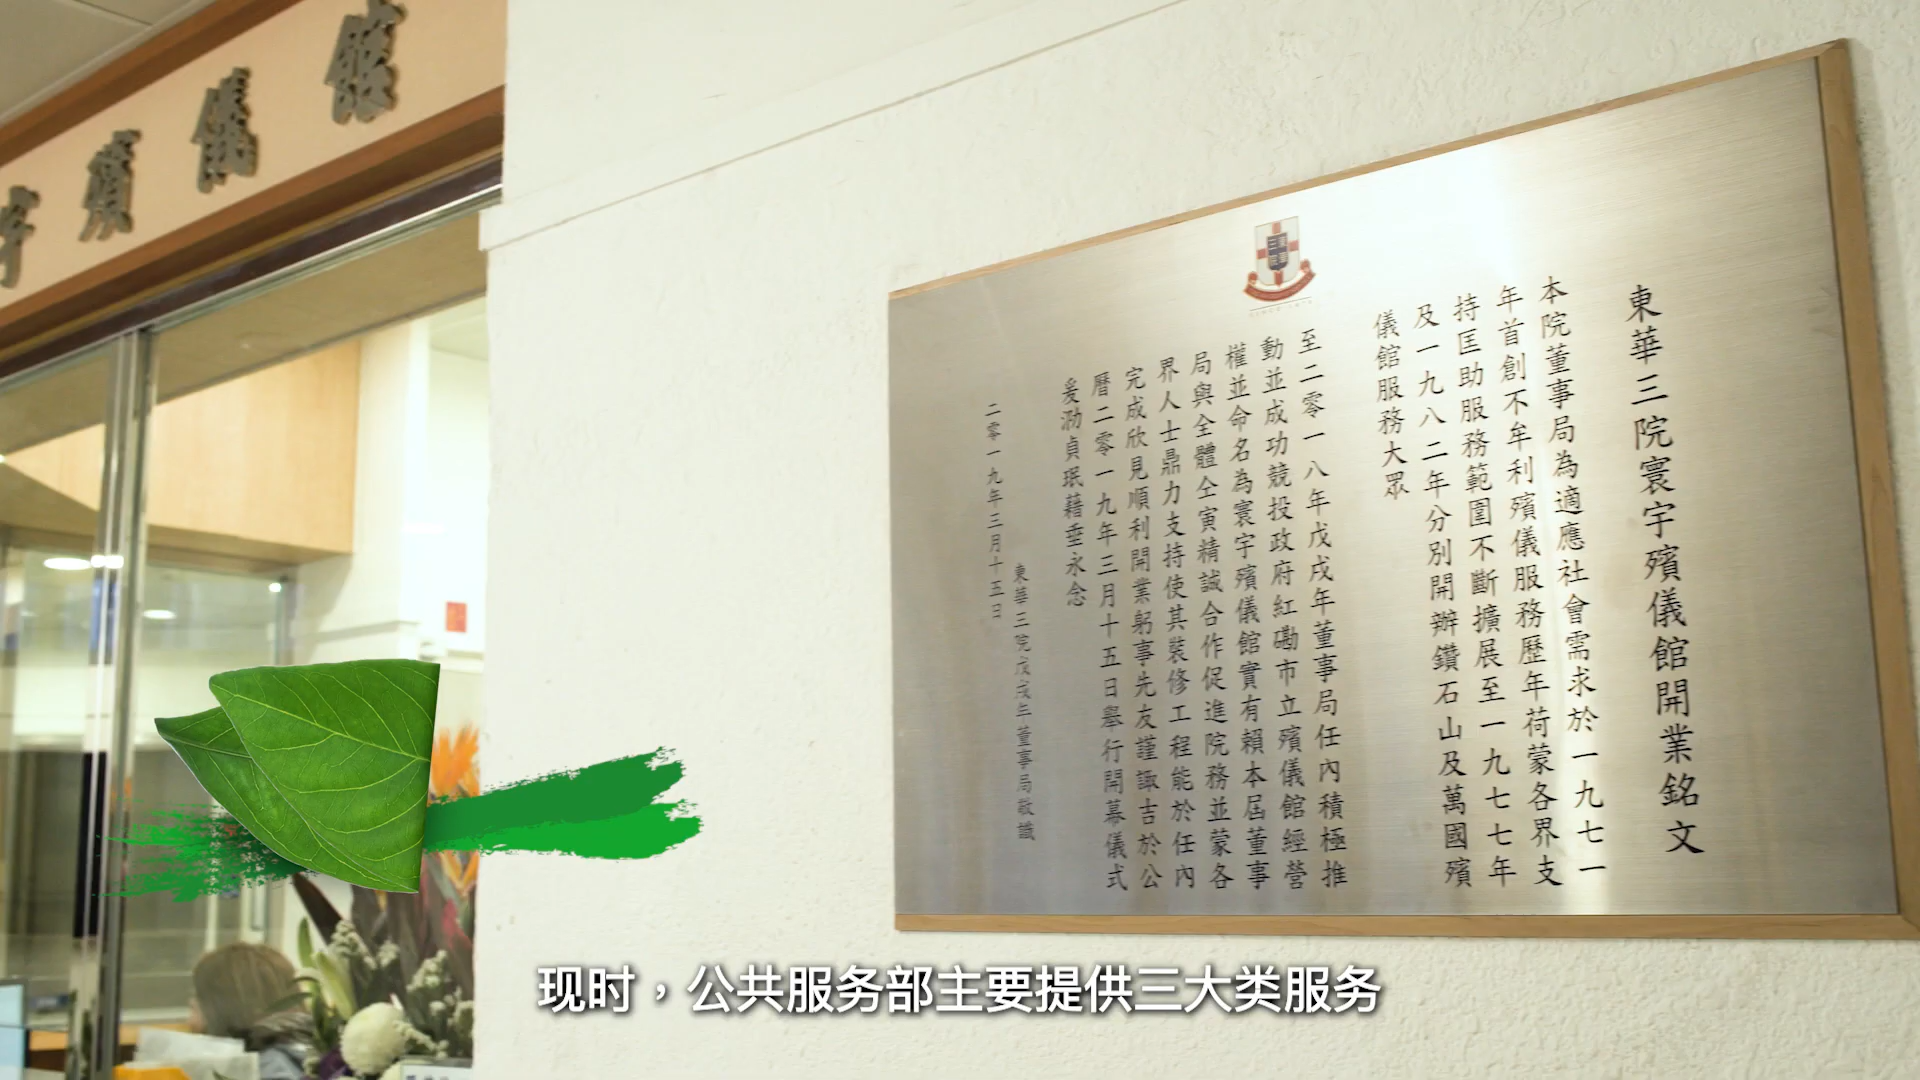 宇殯儀館
東華三院寰宇殯儀館開業銘文
本院董事局為適應社會需求於一九七一
年首創不牟利殯儀服務歷年荷蒙各界支
持匡助服務範圍不斷擴展至一九七七年
及一九八二年分別開辦鑽石山及萬國殯
儀館服務大眾
至二零一八年戊戌年董事局任內積極推
動並成功競投政府紅磡市立殯儀館經營
權並命名為寰宇殯儀館實有賴本屆董事
局與全體仝寅精誠合作促進院務並蒙各
界人士鼎力支持使其裝修工程能於任內
完成欣見順利開業躬事先友謹諏吉於公
曆二零一九年三月十五日舉行開幕儀式
爰泐貞珉藉垂永念
東華三院戊戌年董事局敬識
二零一九年三月十五日
现时，公共服务部主要提供三大类服务